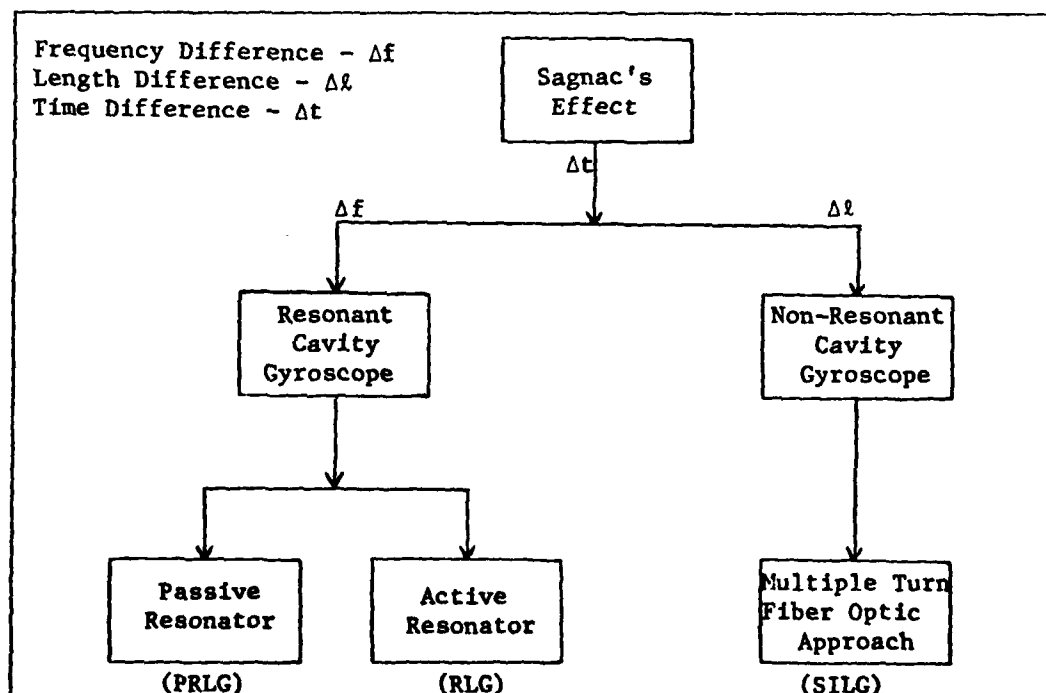 Frequency Difference - Δf
Length Difference - Δℓ
Time Difference - Δt
Sagnac's
Effect
Δt
Δf
Δℓ
Resonant
Cavity
Gyroscope
Non-Resonant
Cavity
Gyroscope
Passive
Resonator
Active
Resonator
Multiple Turn
Fiber Optic
Approach
(PRLG)
(RLG)
(SILG)